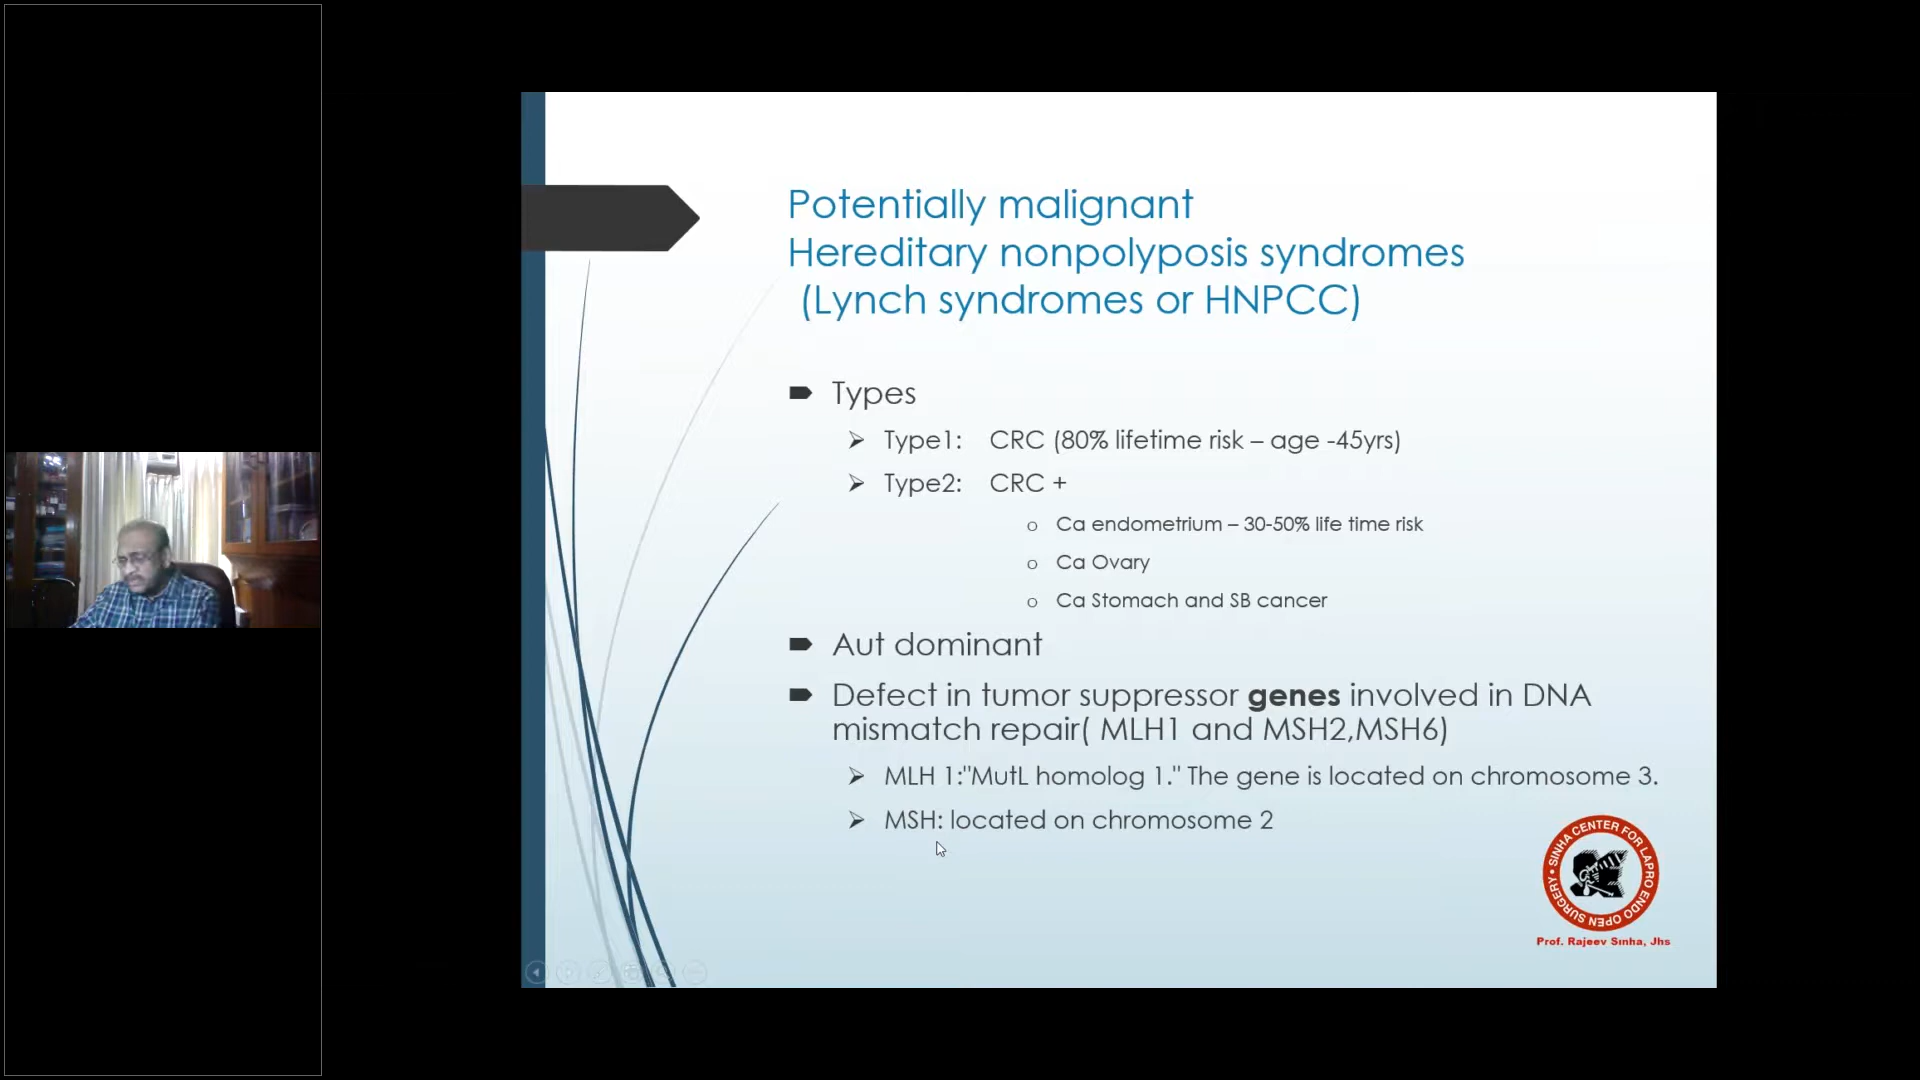 Potentially malignant
Hereditary nonpolyposis syndromes
(Lynch syndromes or HNPCC)
Types
Type1: CRC (80% lifetime risk – age -45yrs)
Type2: CRC +
Ca endometrium – 30-50% life time risk
Ca Ovary
Ca Stomach and SB cancer
Aut dominant
Defect in tumor suppressor genes involved in DNA
mismatch repair( MLH1 and MSH2,MSH6)
MLH 1:"MutL homolog 1." The gene is located on chromosome 3.
MSH: located on chromosome 2
SINHA CENTER FOR LAPRO ENDO OPEN SURGERY
Prof. Rajeev Sinha, Jhs